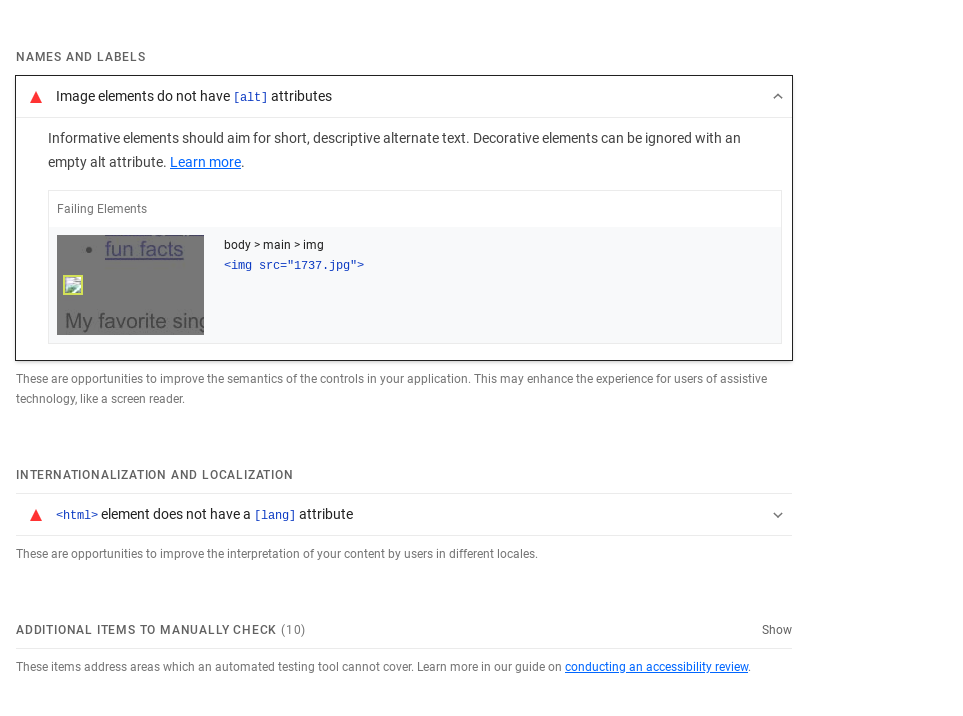 NAMES AND LABELS
Image elements do not have [alt] attributes
Informative elements should aim for short, descriptive alternate text. Decorative elements can be ignored with an
empty alt attribute. Learn more.
Failing Elements
fun facts
My favorite sing
body > main > img
<img src="1737.jpg">
These are opportunities to improve the semantics of the controls in your application. This may enhance the experience for users of assistive
technology, like a screen reader.
INTERNATIONALIZATION AND LOCALIZATION
<html> element does not have a [lang] attribute
These are opportunities to improve the interpretation of your content by users in different locales.
ADDITIONAL ITEMS TO MANUALLY CHECK (10)
Show
These items address areas which an automated testing tool cannot cover. Learn more in our guide on conducting an accessibility review.